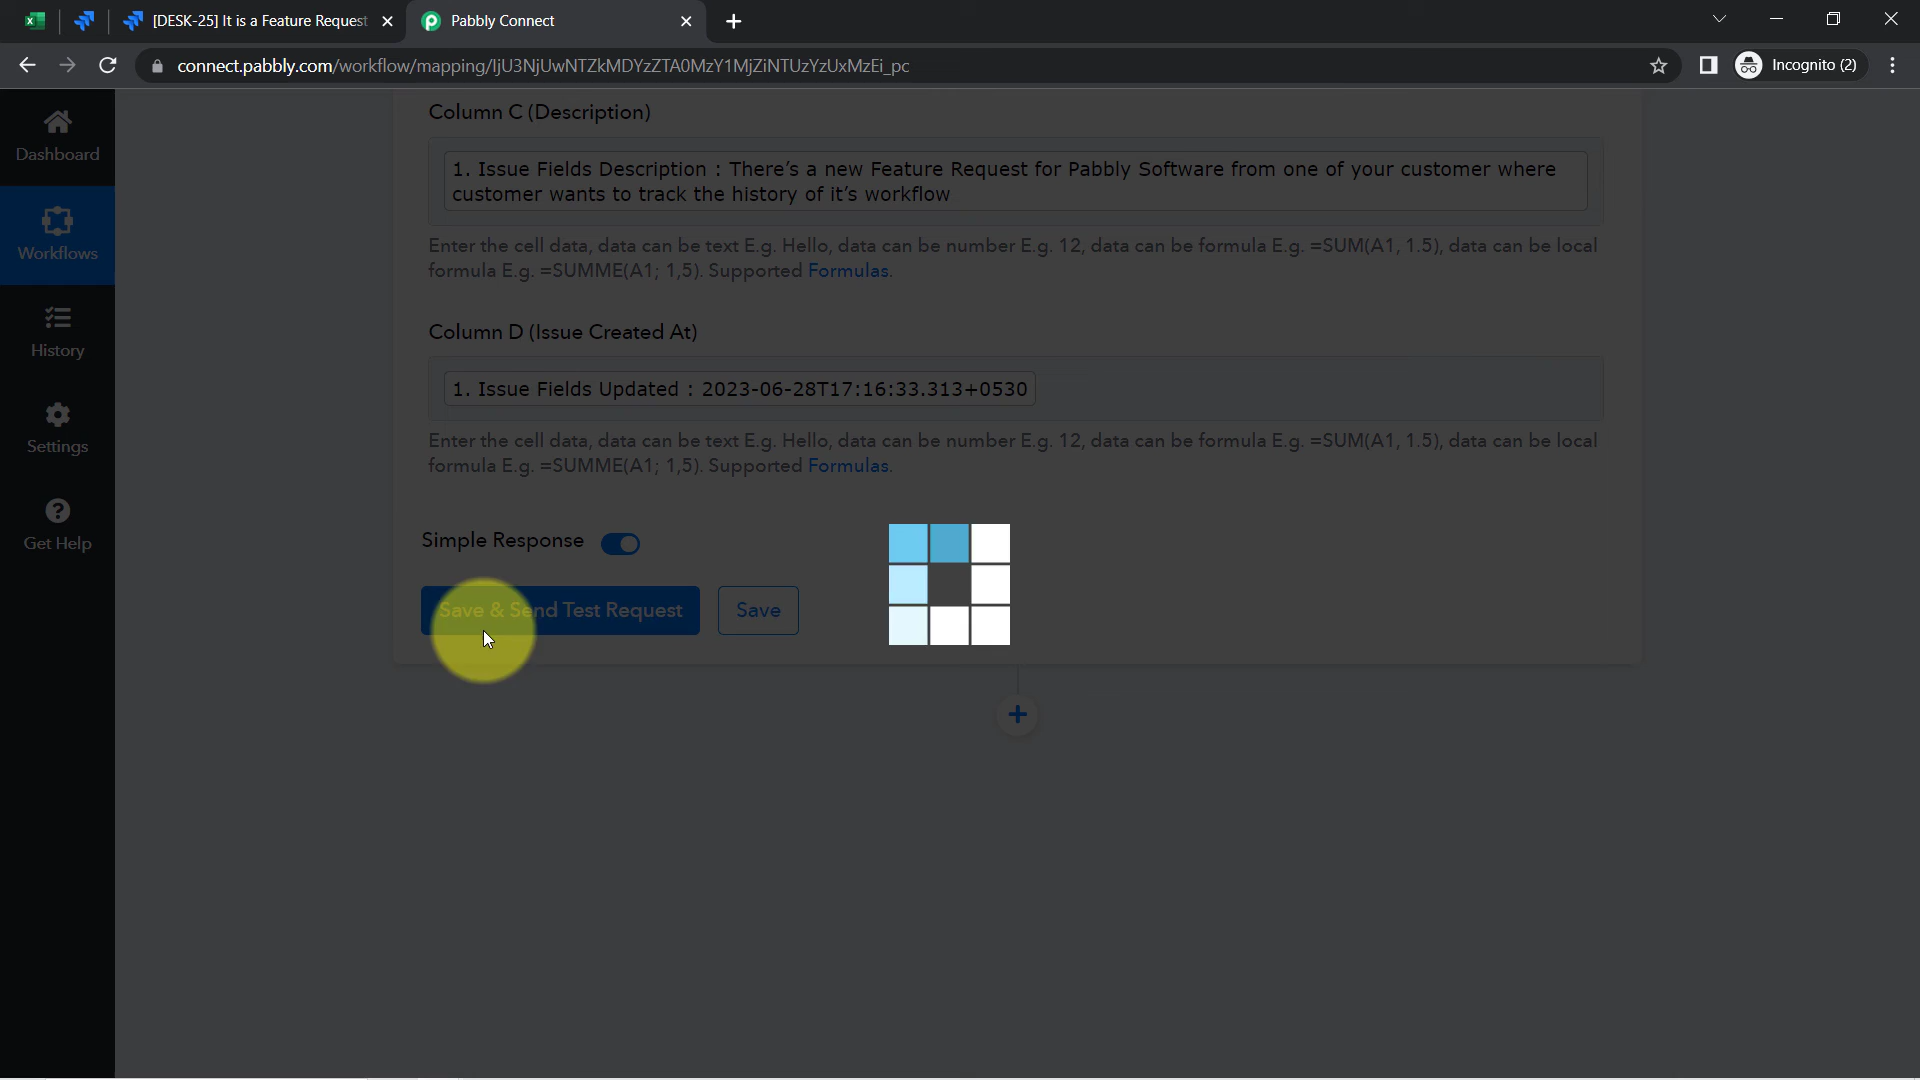 [DESK-25] It is a Feature Request
Pabbly Connect
connect.pabbly.com/workflow/mapping/IjU3NjUwNTZkMDYzZTA0MzY1MjZiNTUzYzUxMzEi_pc
Incognito (2)
Dashboard
Workflows
History
Settings
Get Help
Column C (Description)
1. Issue Fields Description : There’s a new Feature Request for Pabbly Software from one of your customer where
customer wants to track the history of it’s workflow
Enter the cell data, data can be text E.g. Hello, data can be number E.g. 12, data can be formula E.g. =SUM(A1, 1.5), data can be local
formula E.g. =SUMME(A1; 1,5). Supported Formulas.
Column D (Issue Created At)
1. Issue Fields Updated : 2023-06-28T17:16:33.313+0530
Enter the cell data, data can be text E.g. Hello, data can be number E.g. 12, data can be formula E.g. =SUM(A1, 1.5), data can be local
formula E.g. =SUMME(A1; 1,5). Supported Formulas.
Simple Response
Save & Send Test Request
Save